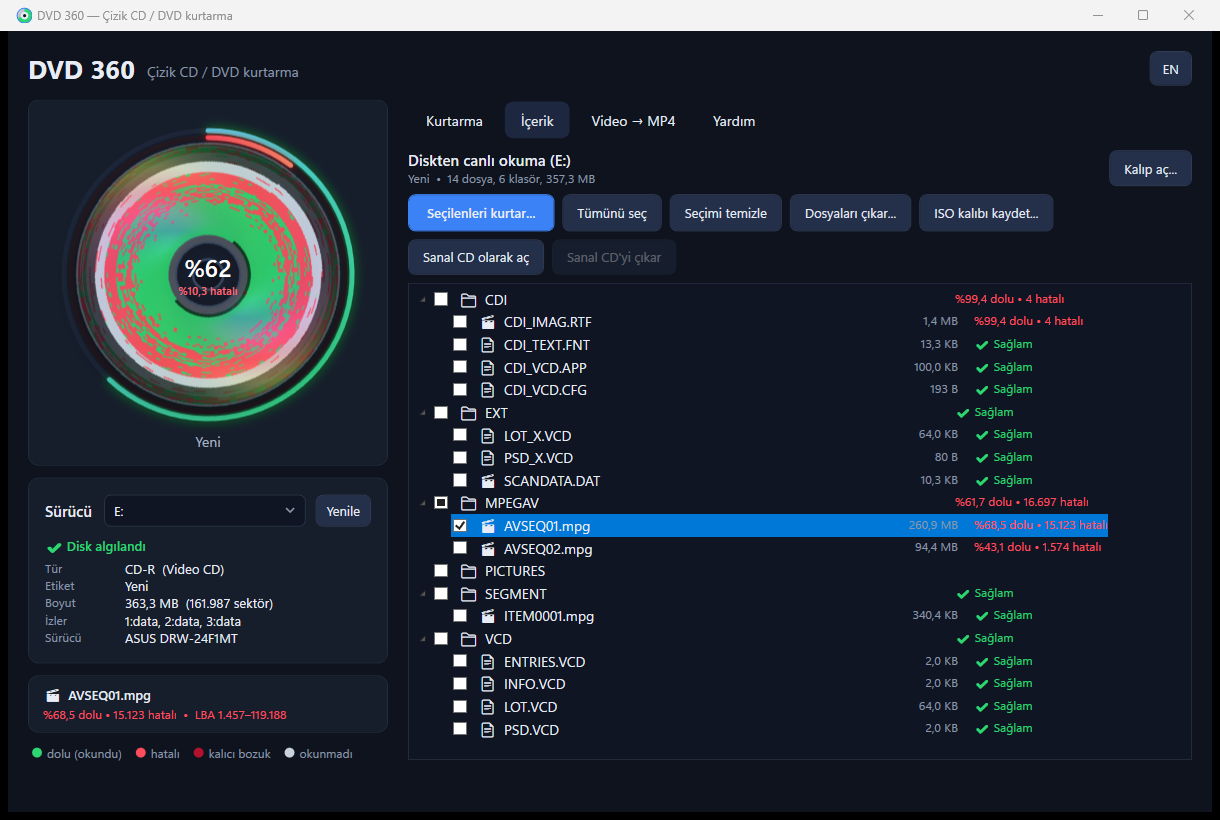 DVD 360 — Çizik CD / DVD kurtarma
DVD 360 Çizik CD / DVD kurtarma
EN
%62
%10,3 hatalı
Yeni
Sürücü E: Yenile
Disk algılandı
Tür CD-R (Video CD)
Etiket Yeni
Boyut 363,3 MB (161.987 sektör)
İzler 1:data, 2:data, 3:data
Sürücü ASUS DRW-24F1MT
AVSEQ01.mpg
%68,5 dolu • 15.123 hatalı • LBA 1.457–119.188
dolu (okundu) hatalı kalıcı bozuk okunmadı
Kurtarma İçerik Video → MP4 Yardım
Diskten canlı okuma (E:)
Yeni • 14 dosya, 6 klasör, 357,3 MB
Kalıp aç...
Seçilenleri kurtar... Tümünü seç Seçimi temizle Dosyaları çıkar... ISO kalıbı kaydet...
Sanal CD olarak aç Sanal CD'yi çıkar
CDI %99,4 dolu • 4 hatalı
CDI_IMAG.RTF 1,4 MB %99,4 dolu • 4 hatalı
CDI_TEXT.FNT 13,3 KB Sağlam
CDI_VCD.APP 100,0 KB Sağlam
CDI_VCD.CFG 193 B Sağlam
EXT Sağlam
LOT_X.VCD 64,0 KB Sağlam
PSD_X.VCD 80 B Sağlam
SCANDATA.DAT 10,3 KB Sağlam
MPEGAV %61,7 dolu • 16.697 hatalı
AVSEQ01.mpg 260,9 MB %68,5 dolu • 15.123 hatalı
AVSEQ02.mpg 94,4 MB %43,1 dolu • 1.574 hatalı
PICTURES
SEGMENT Sağlam
ITEM0001.mpg 340,4 KB Sağlam
VCD Sağlam
ENTRIES.VCD 2,0 KB Sağlam
INFO.VCD 2,0 KB Sağlam
LOT.VCD 64,0 KB Sağlam
PSD.VCD 2,0 KB Sağlam